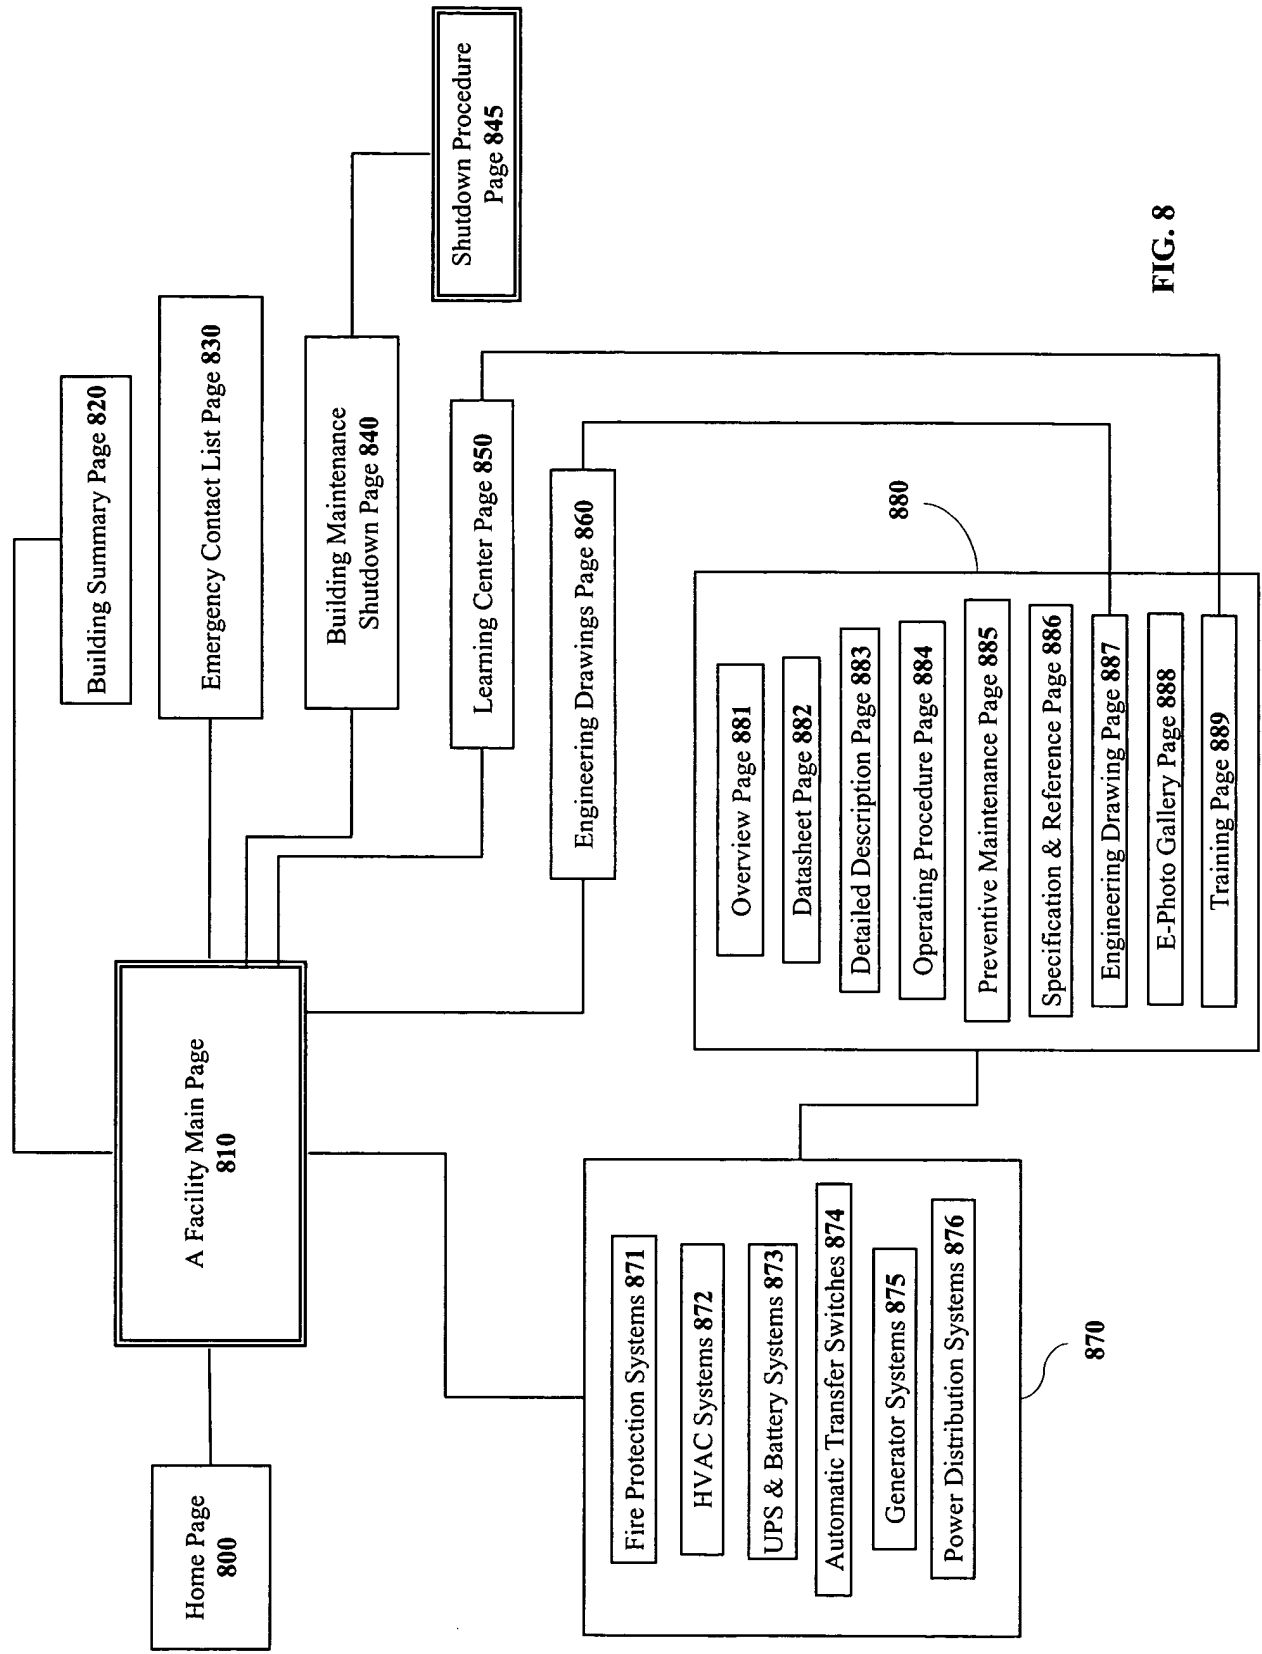 Home Page
800
A Facility Main Page
810
Building Summary Page 820
Emergency Contact List Page 830
Building Maintenance
Shutdown Page 840
Shutdown Procedure
Page 845
Learning Center Page 850
Engineering Drawings Page 860
Fire Protection Systems 871
HVAC Systems 872
UPS & Battery Systems 873
Automatic Transfer Switches 874
Generator Systems 875
Power Distribution Systems 876
870
880
Overview Page 881
Datasheet Page 882
Detailed Description Page 883
Operating Procedure Page 884
Preventive Maintenance Page 885
Specification & Reference Page 886
Engineering Drawing Page 887
E-Photo Gallery Page 888
Training Page 889
FIG. 8